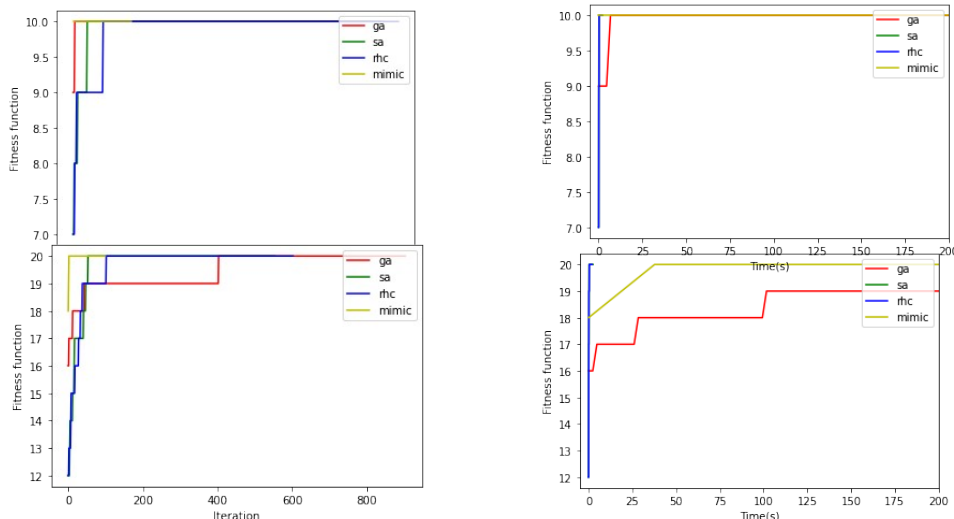 Fitness function
10.0
9.5
9.0
8.5
8.0
7.5
7.0
ga
sa
rhc
mimic
Fitness function
10.0
9.5
9.0
8.5
8.0
7.5
7.0
ga
sa
rhc
mimic
0 25 50 75 100 125 150 175 200
Time(s)
Fitness function
20
19
18
17
16
15
14
13
12
ga
sa
rhc
mimic
0 200 400 600 800
Iteration
Fitness function
20
19
18
17
16
15
14
13
12
ga
sa
rhc
mimic
0 25 50 75 100 125 150 175 200
Time(s)